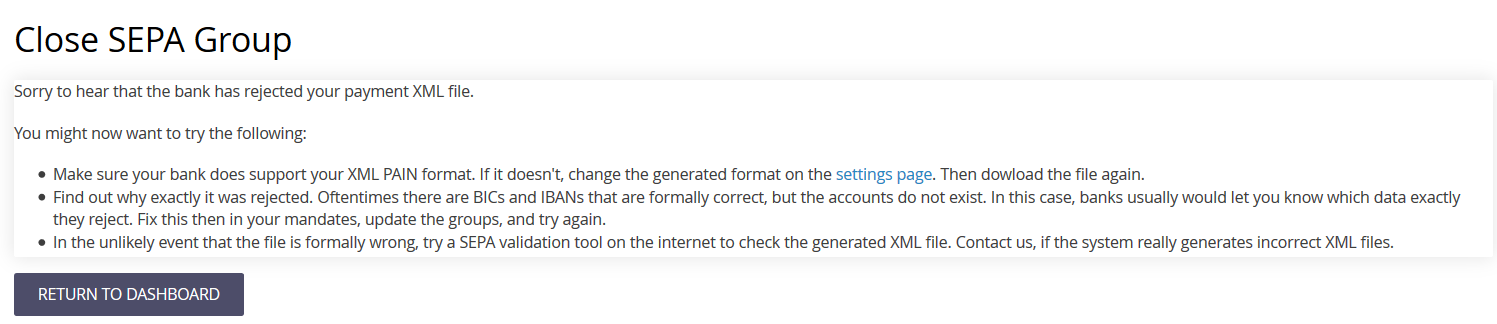 Close SEPA Group
Sorry to hear that the bank has rejected your payment XML file.
You might now want to try the following:
Make sure your bank does support your XML PAIN format. If it doesn't, change the generated format on the settings page. Then dowload the file again.
Find out why exactly it was rejected. Oftentimes there are BICs and IBANs that are formally correct, but the accounts do not exist. In this case, banks usually would let you know which data exactly
they reject. Fix this then in your mandates, update the groups, and try again.
In the unlikely event that the file is formally wrong, try a SEPA validation tool on the internet to check the generated XML file. Contact us, if the system really generates incorrect XML files.
RETURN TO DASHBOARD